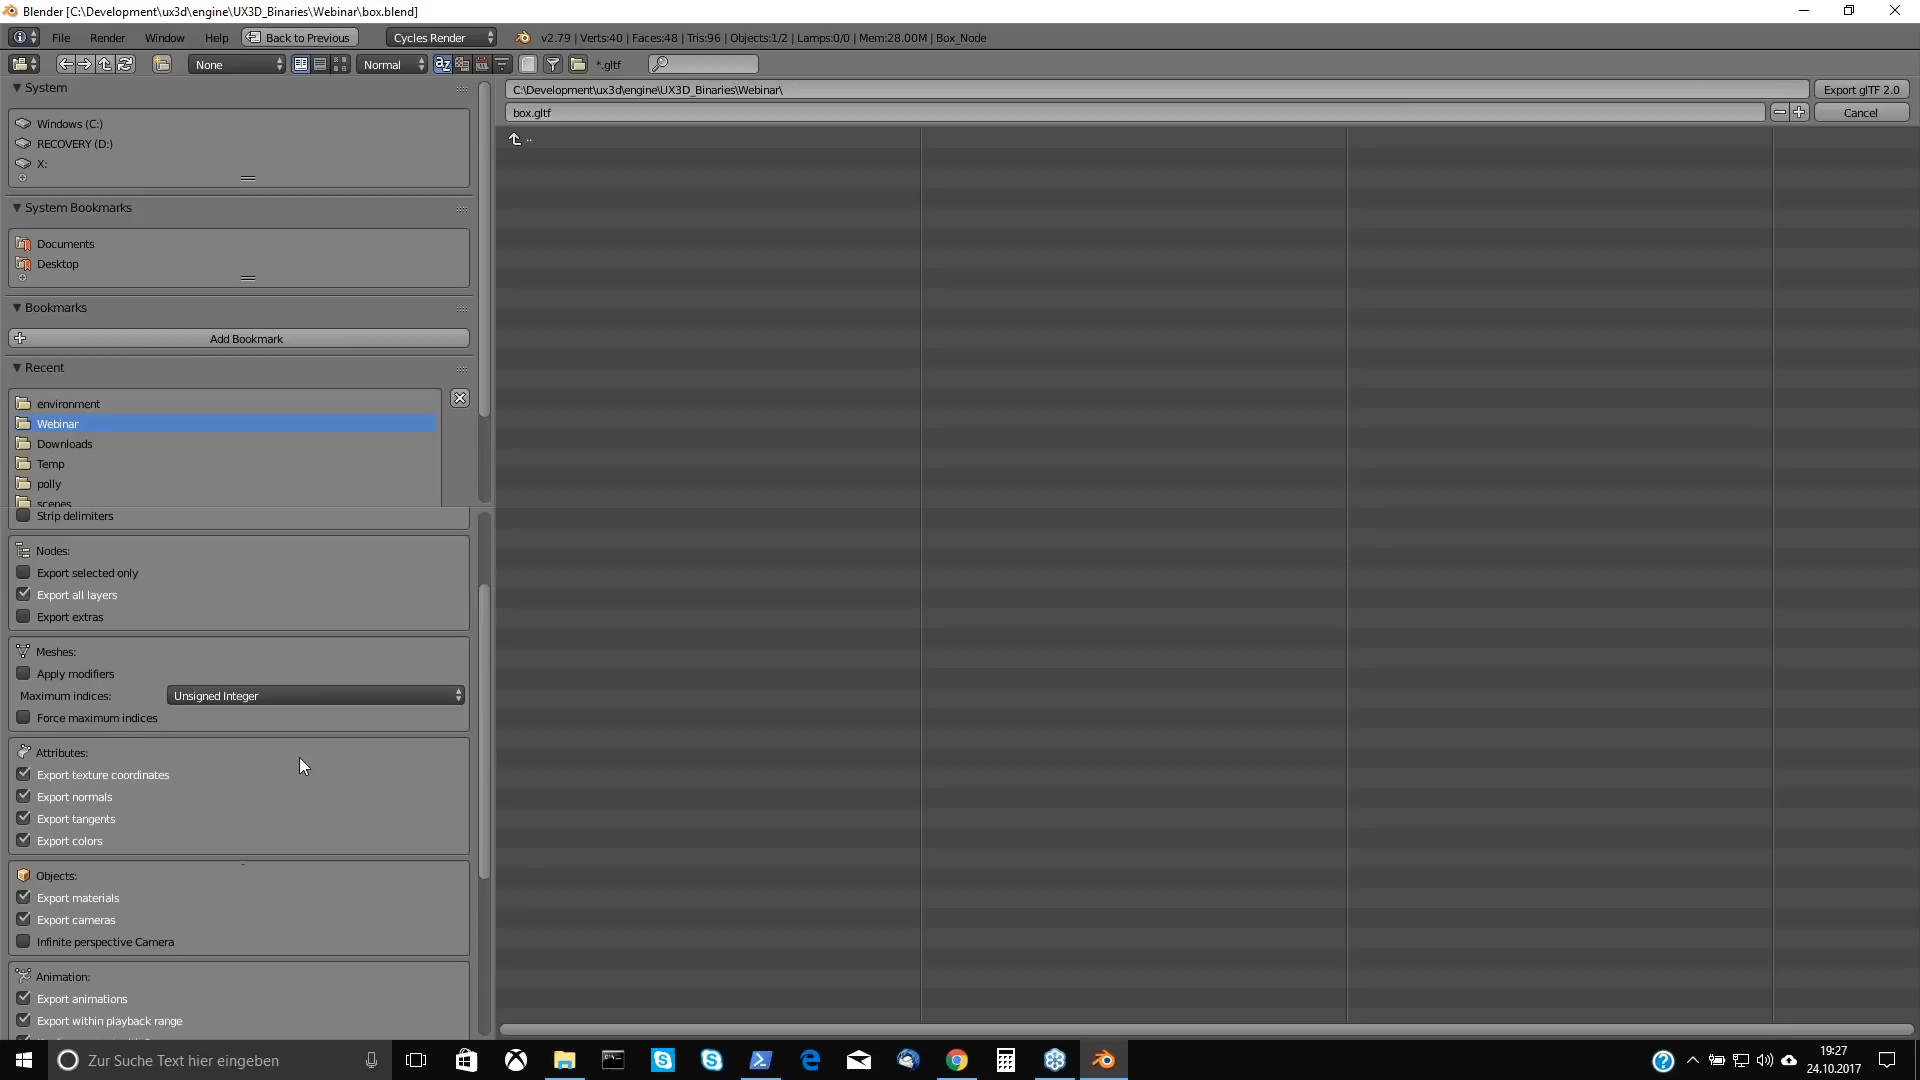 Blender [C:\Development\ux3d\engine\UX3D_Binaries\Webinar\box.blend]
File Render Window Help Back to Previous Cycles Render v2.79 | Verts:40 | Faces:48 | Tris:96 | Objects:1/2 | Lamps:0/0 | Mem:28.00M | Box_Node
None Normal *.gltf
System
Windows (C:)
RECOVERY (D:)
X:
System Bookmarks
Documents
Desktop
Bookmarks
Add Bookmark
Recent
environment
Webinar
Downloads
Temp
polly
scenes
Strip delimiters
Nodes:
Export selected only
Export all layers
Export extras
Meshes:
Apply modifiers
Maximum indices: Unsigned Integer
Force maximum indices
Attributes:
Export texture coordinates
Export normals
Export tangents
Export colors
Objects:
Export materials
Export cameras
Infinite perspective Camera
Animation:
Export animations
Export within playback range
C:\Development\ux3d\engine\UX3D_Binaries\Webinar\ Export glTF 2.0
box.gltf Cancel
..
Zur Suche Text hier eingeben
19:27
24.10.2017